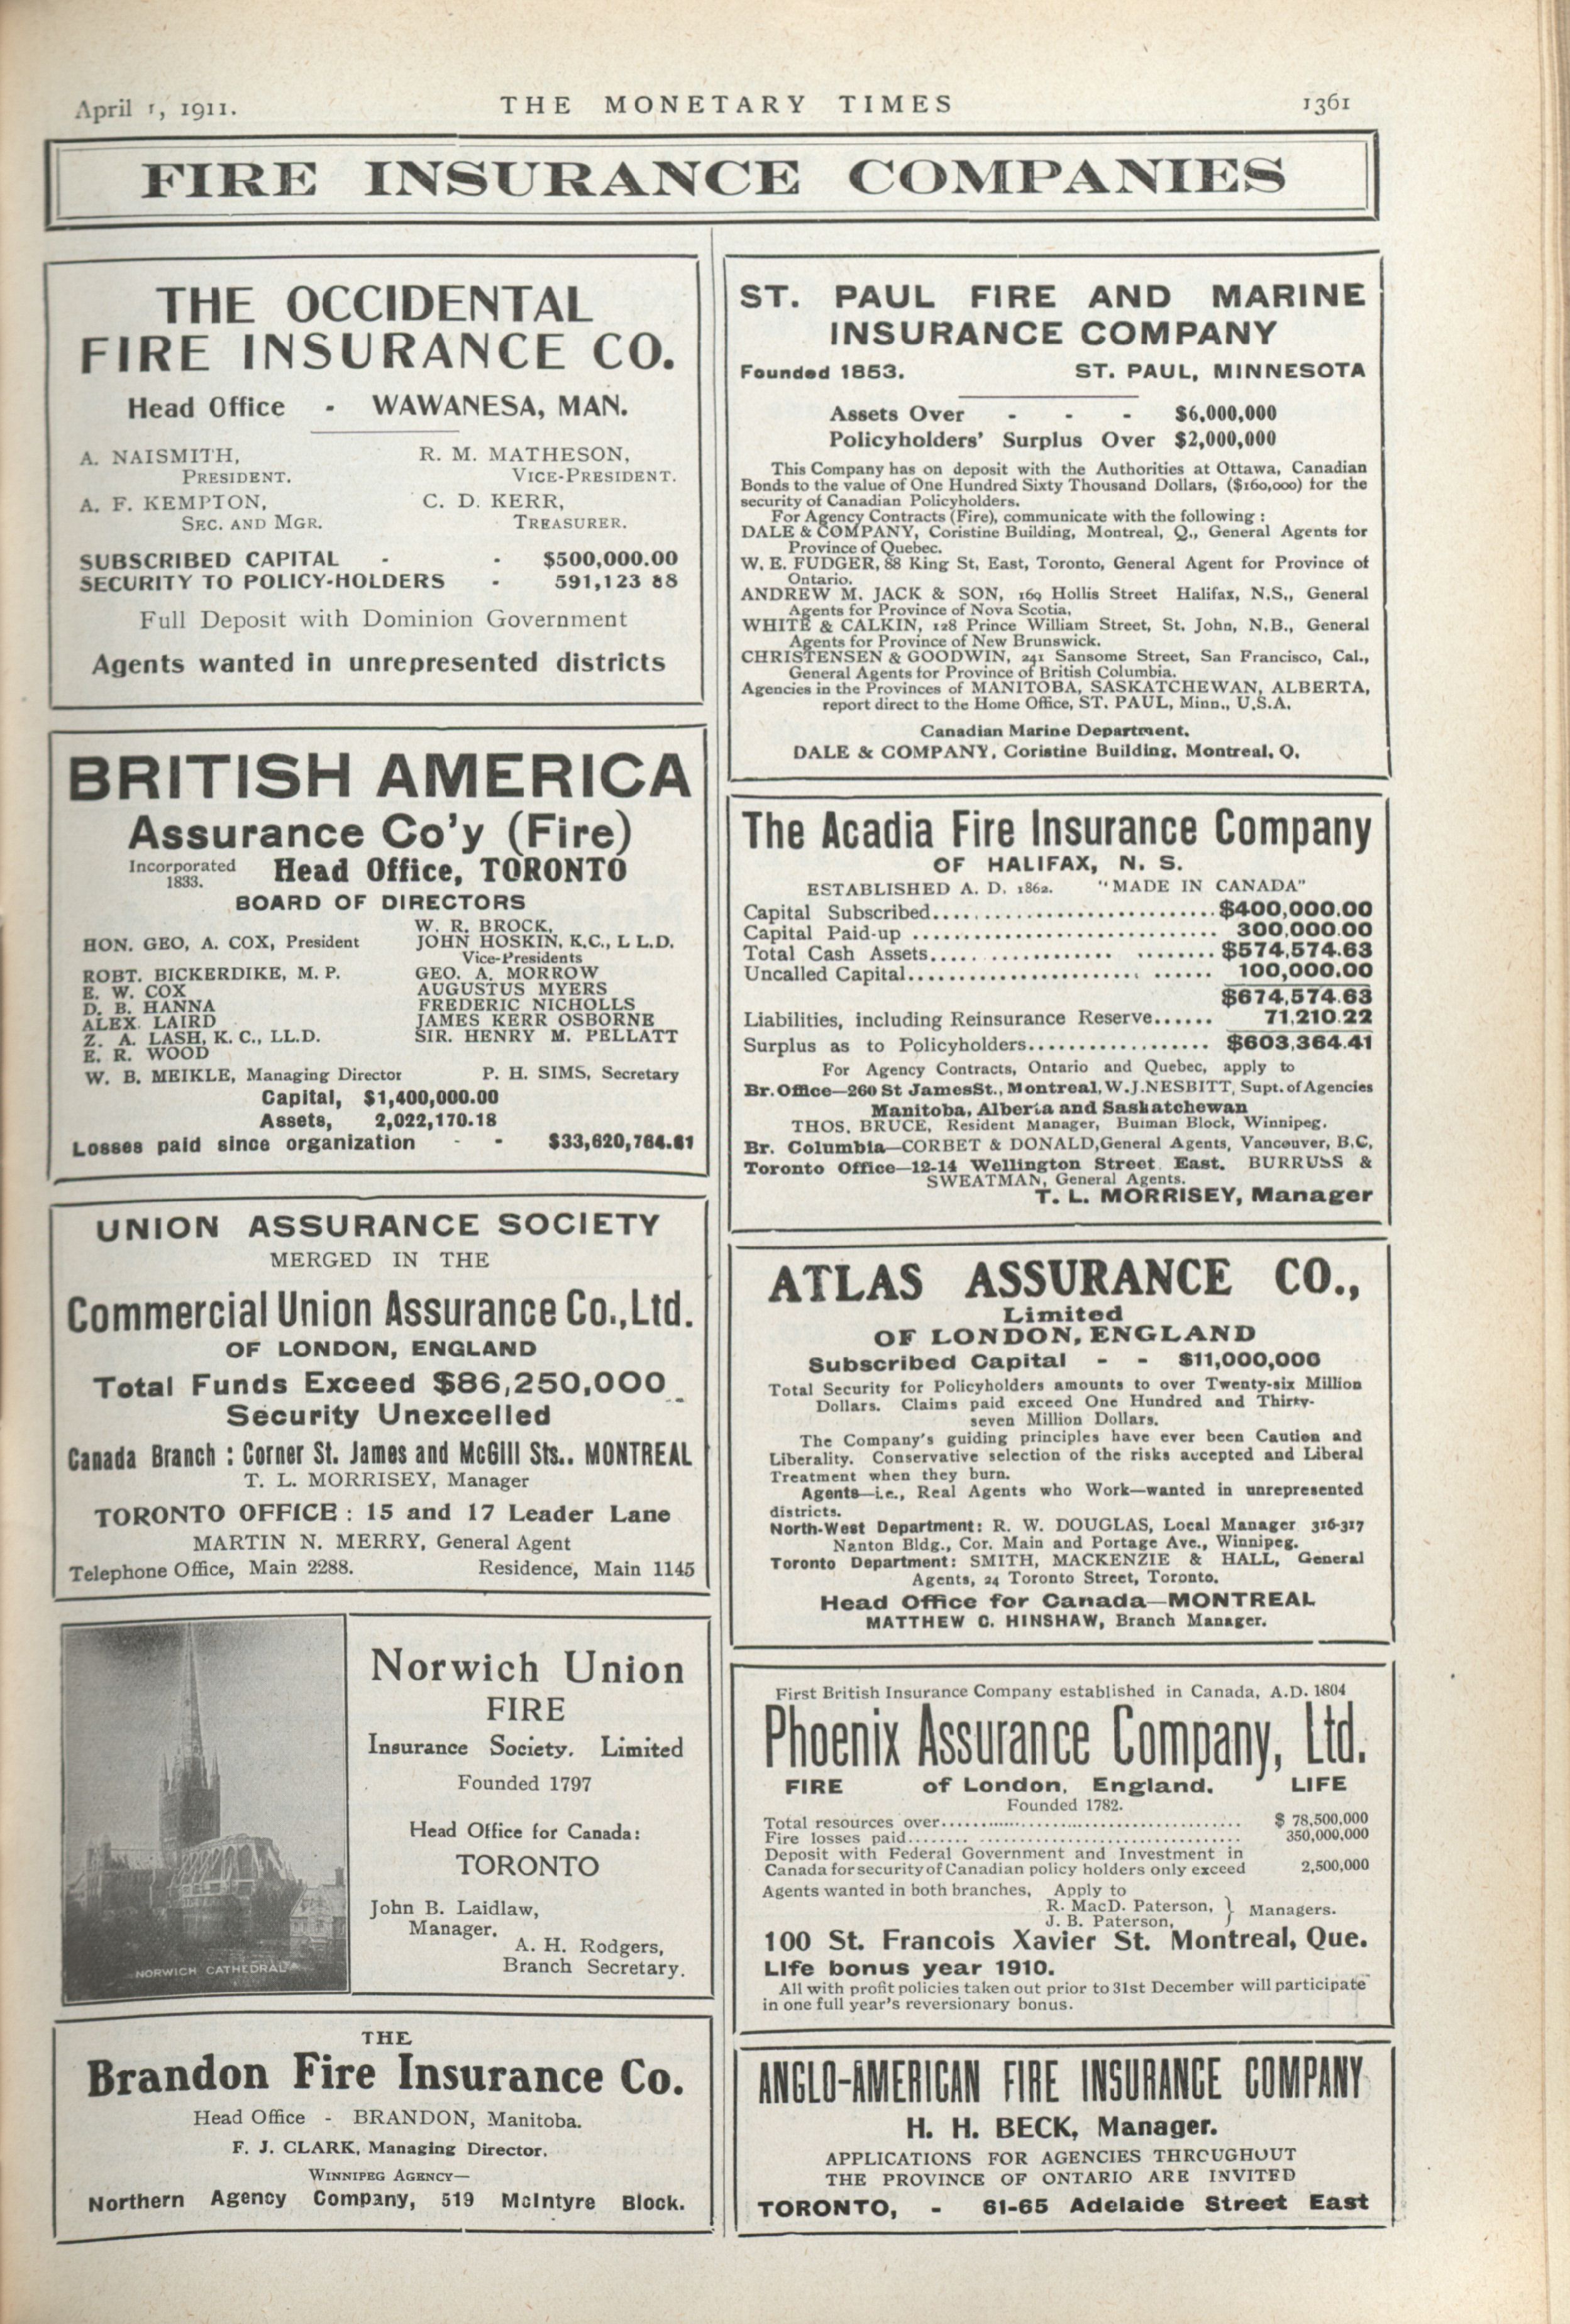 April 1, 1911.
THE MONETARY TIMES
1361
FIRE INSURANCE COMPANIES
THE OCCIDENTAL
FIRE INSURANCE CO.
Head Office - WAWANESA, MAN.
A. NAISMITH, R. M. MATHESON,
PRESIDENT. VICE-PRESIDENT.
A. F. KEMPTON, C. D. KERR,
SEC. AND MGR. TREASURER.
SUBSCRIBED CAPITAL - - $500,000.00
SECURITY TO POLICY-HOLDERS - 591,123 88
Full Deposit with Dominion Government
Agents wanted in unrepresented districts
BRITISH AMERICA
Assurance Co'y (Fire)
Incorporated
1833.
Head Office, TORONTO
BOARD OF DIRECTORS
W. R. BROCK,
HON. GEO, A. COX, President JOHN HOSKIN, K.C., L L.D.
Vice-Presidents
ROBT. BICKERDIKE, M. P. GEO. A. MORROW
E. W. COX AUGUSTUS MYERS
D. B. HANNA FREDERIC NICHOLLS
ALEX. LAIRD JAMES KERR OSBORNE
Z. A. LASH, K. C., LL.D. SIR. HENRY M. PELLATT
E. R. WOOD
W. B. MEIKLE, Managing Director P. H. SIMS, Secretary
Capital, $1,400,000.00
Assets, 2,022,170.18
Losses paid since organization - - $33,620,764.61
UNION ASSURANCE SOCIETY
MERGED IN THE
Commercial Union Assurance Co., Ltd.
OF LONDON, ENGLAND
Total Funds Exceed $86,250,000
Security Unexcelled
Canada Branch : Corner St. James and McGill Sts.. MONTREAL
T. L. MORRISEY, Manager
TORONTO OFFICE : 15 and 17 Leader Lane
MARTIN N. MERRY, General Agent
Telephone Office, Main 2288. Residence, Main 1145
NORWICH CATHEDRAL
Norwich Union
FIRE
Insurance Society. Limited
Founded 1797
Head Office for Canada:
TORONTO
John B. Laidlaw,
Manager.
A. H. Rodgers,
Branch Secretary.
THE
Brandon Fire Insurance Co.
Head Office - BRANDON, Manitoba.
F. J. CLARK, Managing Director.
WINNIPEG AGENCY—
Northern Agency Company, 519 McIntyre Block.
ST. PAUL FIRE AND MARINE
INSURANCE COMPANY
Founded 1853. ST. PAUL, MINNESOTA
Assets Over - - - $6,000,000
Policyholders' Surplus Over $2,000,000
This Company has on deposit with the Authorities at Ottawa, Canadian
Bonds to the value of One Hundred Sixty Thousand Dollars, ($160,000) for the
security of Canadian Policyholders.
For Agency Contracts (Fire), communicate with the following :
DALE & COMPANY, Coristine Building, Montreal, Q., General Agents for
Province of Quebec.
W. E. FUDGER, 88 King St, East, Toronto, General Agent for Province of
Ontario.
ANDREW M. JACK & SON, 169 Hollis Street Halifax, N.S., General
Agents for Province of Nova Scotia,
WHITE & CALKIN, 128 Prince William Street, St. John, N.B., General
Agents for Province of New Brunswick.
CHRISTENSEN & GOODWIN, 241 Sansome Street, San Francisco, Cal.,
General Agents for Province of British Columbia.
Agencies in the Provinces of MANITOBA, SASKATCHEWAN, ALBERTA,
report direct to the Home Office, ST. PAUL, Minn., U.S.A.
Canadian Marine Department.
DALE & COMPANY, Coristine Building, Montreal, Q.
The Acadia Fire Insurance Company
OF HALIFAX, N. S.
ESTABLISHED A. D. 1862. "MADE IN CANADA"
Capital Subscribed.............................. $400,000.00
Capital Paid-up .............................. 300,000.00
Total Cash Assets.............................. $574,574.63
Uncalled Capital.............................. 100,000.00
$674,574.63
Liabilities, including Reinsurance Reserve...... 71,210.22
Surplus as to Policyholders.................. $603,364.41
For Agency Contracts, Ontario and Quebec, apply to
Br. Office—260 St James St., Montreal, W. J. NESBITT, Supt. of Agencies
Manitoba, Alberta and Saskatchewan
THOS. BRUCE, Resident Manager, Bulman Block, Winnipeg.
Br. Columbia—CORBET & DONALD, General Agents, Vancouver, B.C.
Toronto Office—12-14 Wellington Street East. BURRUSS &
SWEATMAN, General Agents.
T. L. MORRISEY, Manager
ATLAS ASSURANCE CO.,
Limited
OF LONDON, ENGLAND
Subscribed Capital - - $11,000,000
Total Security for Policyholders amounts to over Twenty-six Million
Dollars. Claims paid exceed One Hundred and Thirty-
seven Million Dollars.
The Company's guiding principles have ever been Caution and
Liberality. Conservative selection of the risks accepted and Liberal
Treatment when they burn.
Agents—i.e., Real Agents who Work—wanted in unrepresented
districts.
North-West Department: R. W. DOUGLAS, Local Manager 316-317
Nanton Bldg., Cor. Main and Portage Ave., Winnipeg.
Toronto Department: SMITH, MACKENZIE & HALL, General
Agents, 24 Toronto Street, Toronto.
Head Office for Canada—MONTREAL
MATTHEW C. HINSHAW, Branch Manager.
First British Insurance Company established in Canada, A.D. 1804
Phoenix Assurance Company, Ltd.
FIRE of London, England. LIFE
Founded 1782.
Total resources over.............................. $ 78,500,000
Fire losses paid.............................. 350,000,000
Deposit with Federal Government and Investment in
Canada for security of Canadian policy holders only exceed 2,500,000
Agents wanted in both branches, Apply to
R. MacD. Paterson, } Managers.
J. B. Paterson,
100 St. Francois Xavier St. Montreal, Que.
Life bonus year 1910.
All with profit policies taken out prior to 31st December will participate
in one full year's reversionary bonus.
ANGLO-AMERICAN FIRE INSURANCE COMPANY
H. H. BECK, Manager.
APPLICATIONS FOR AGENCIES THROUGHOUT
THE PROVINCE OF ONTARIO ARE INVITED
TORONTO, - 61-65 Adelaide Street East